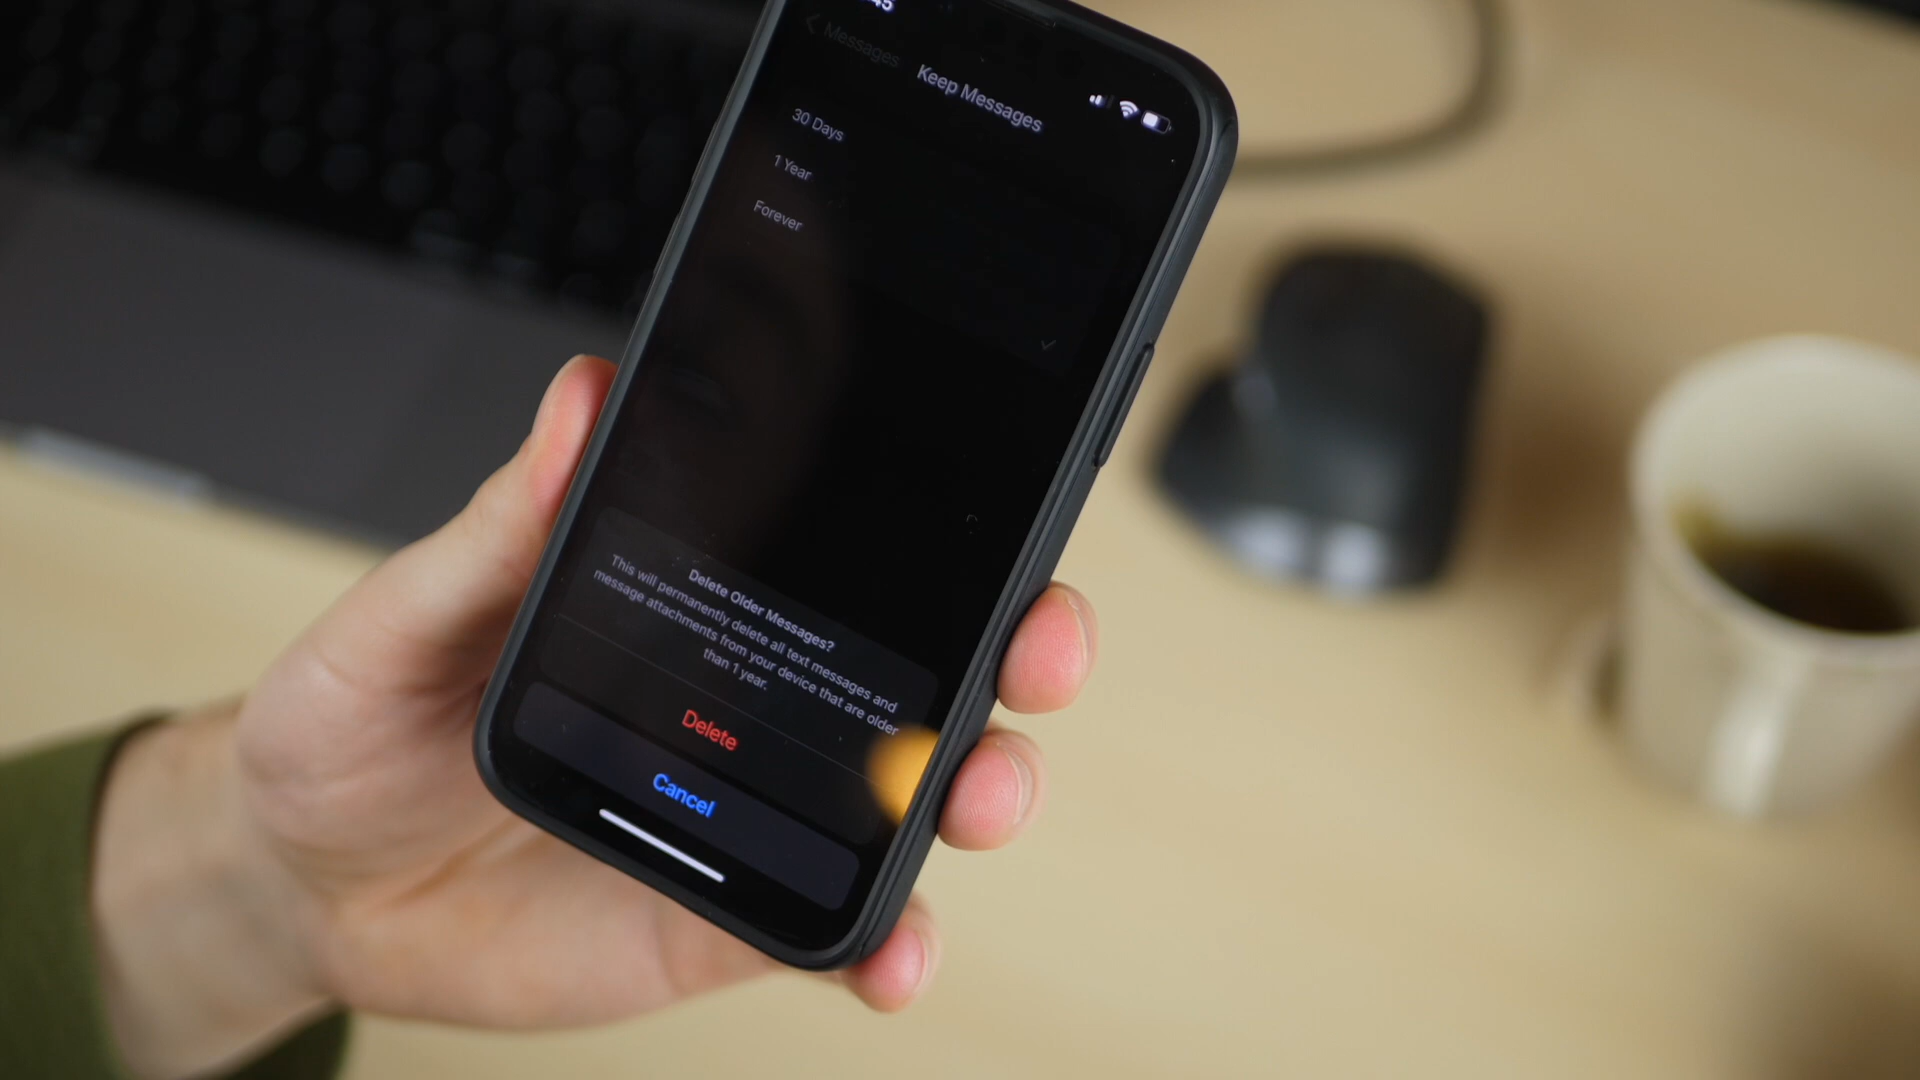 :45
Messages
Keep Messages
30 Days
1 Year
Forever
Delete Older Messages?
This will permanently delete all text messages and
message attachments from your device that are older
than 1 year.
Delete
Cancel